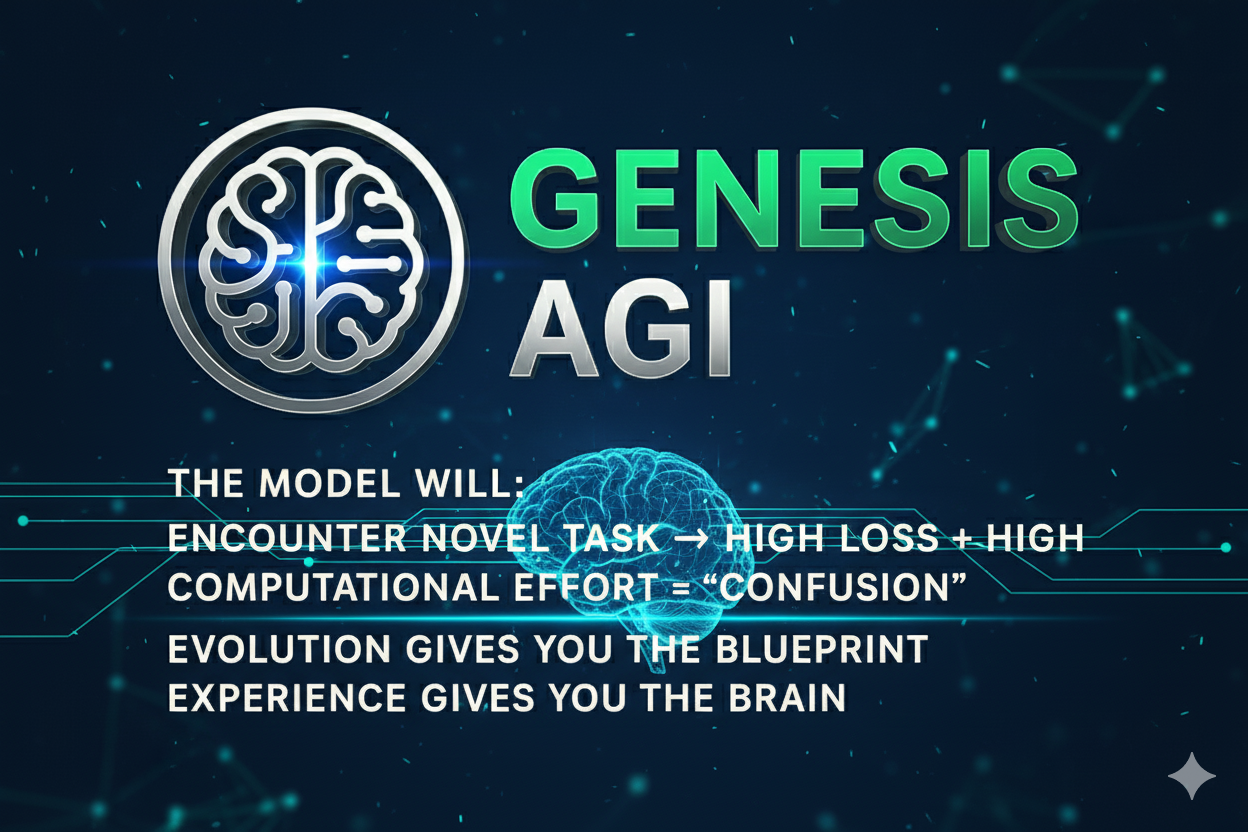 GENESIS
AGI
THE MODEL WILL:
ENCOUNTER NOVEL TASK → HIGH LOSS + HIGH
COMPUTATIONAL EFFORT = “CONFUSION”
EVOLUTION GIVES YOU THE BLUEPRINT
EXPERIENCE GIVES YOU THE BRAIN